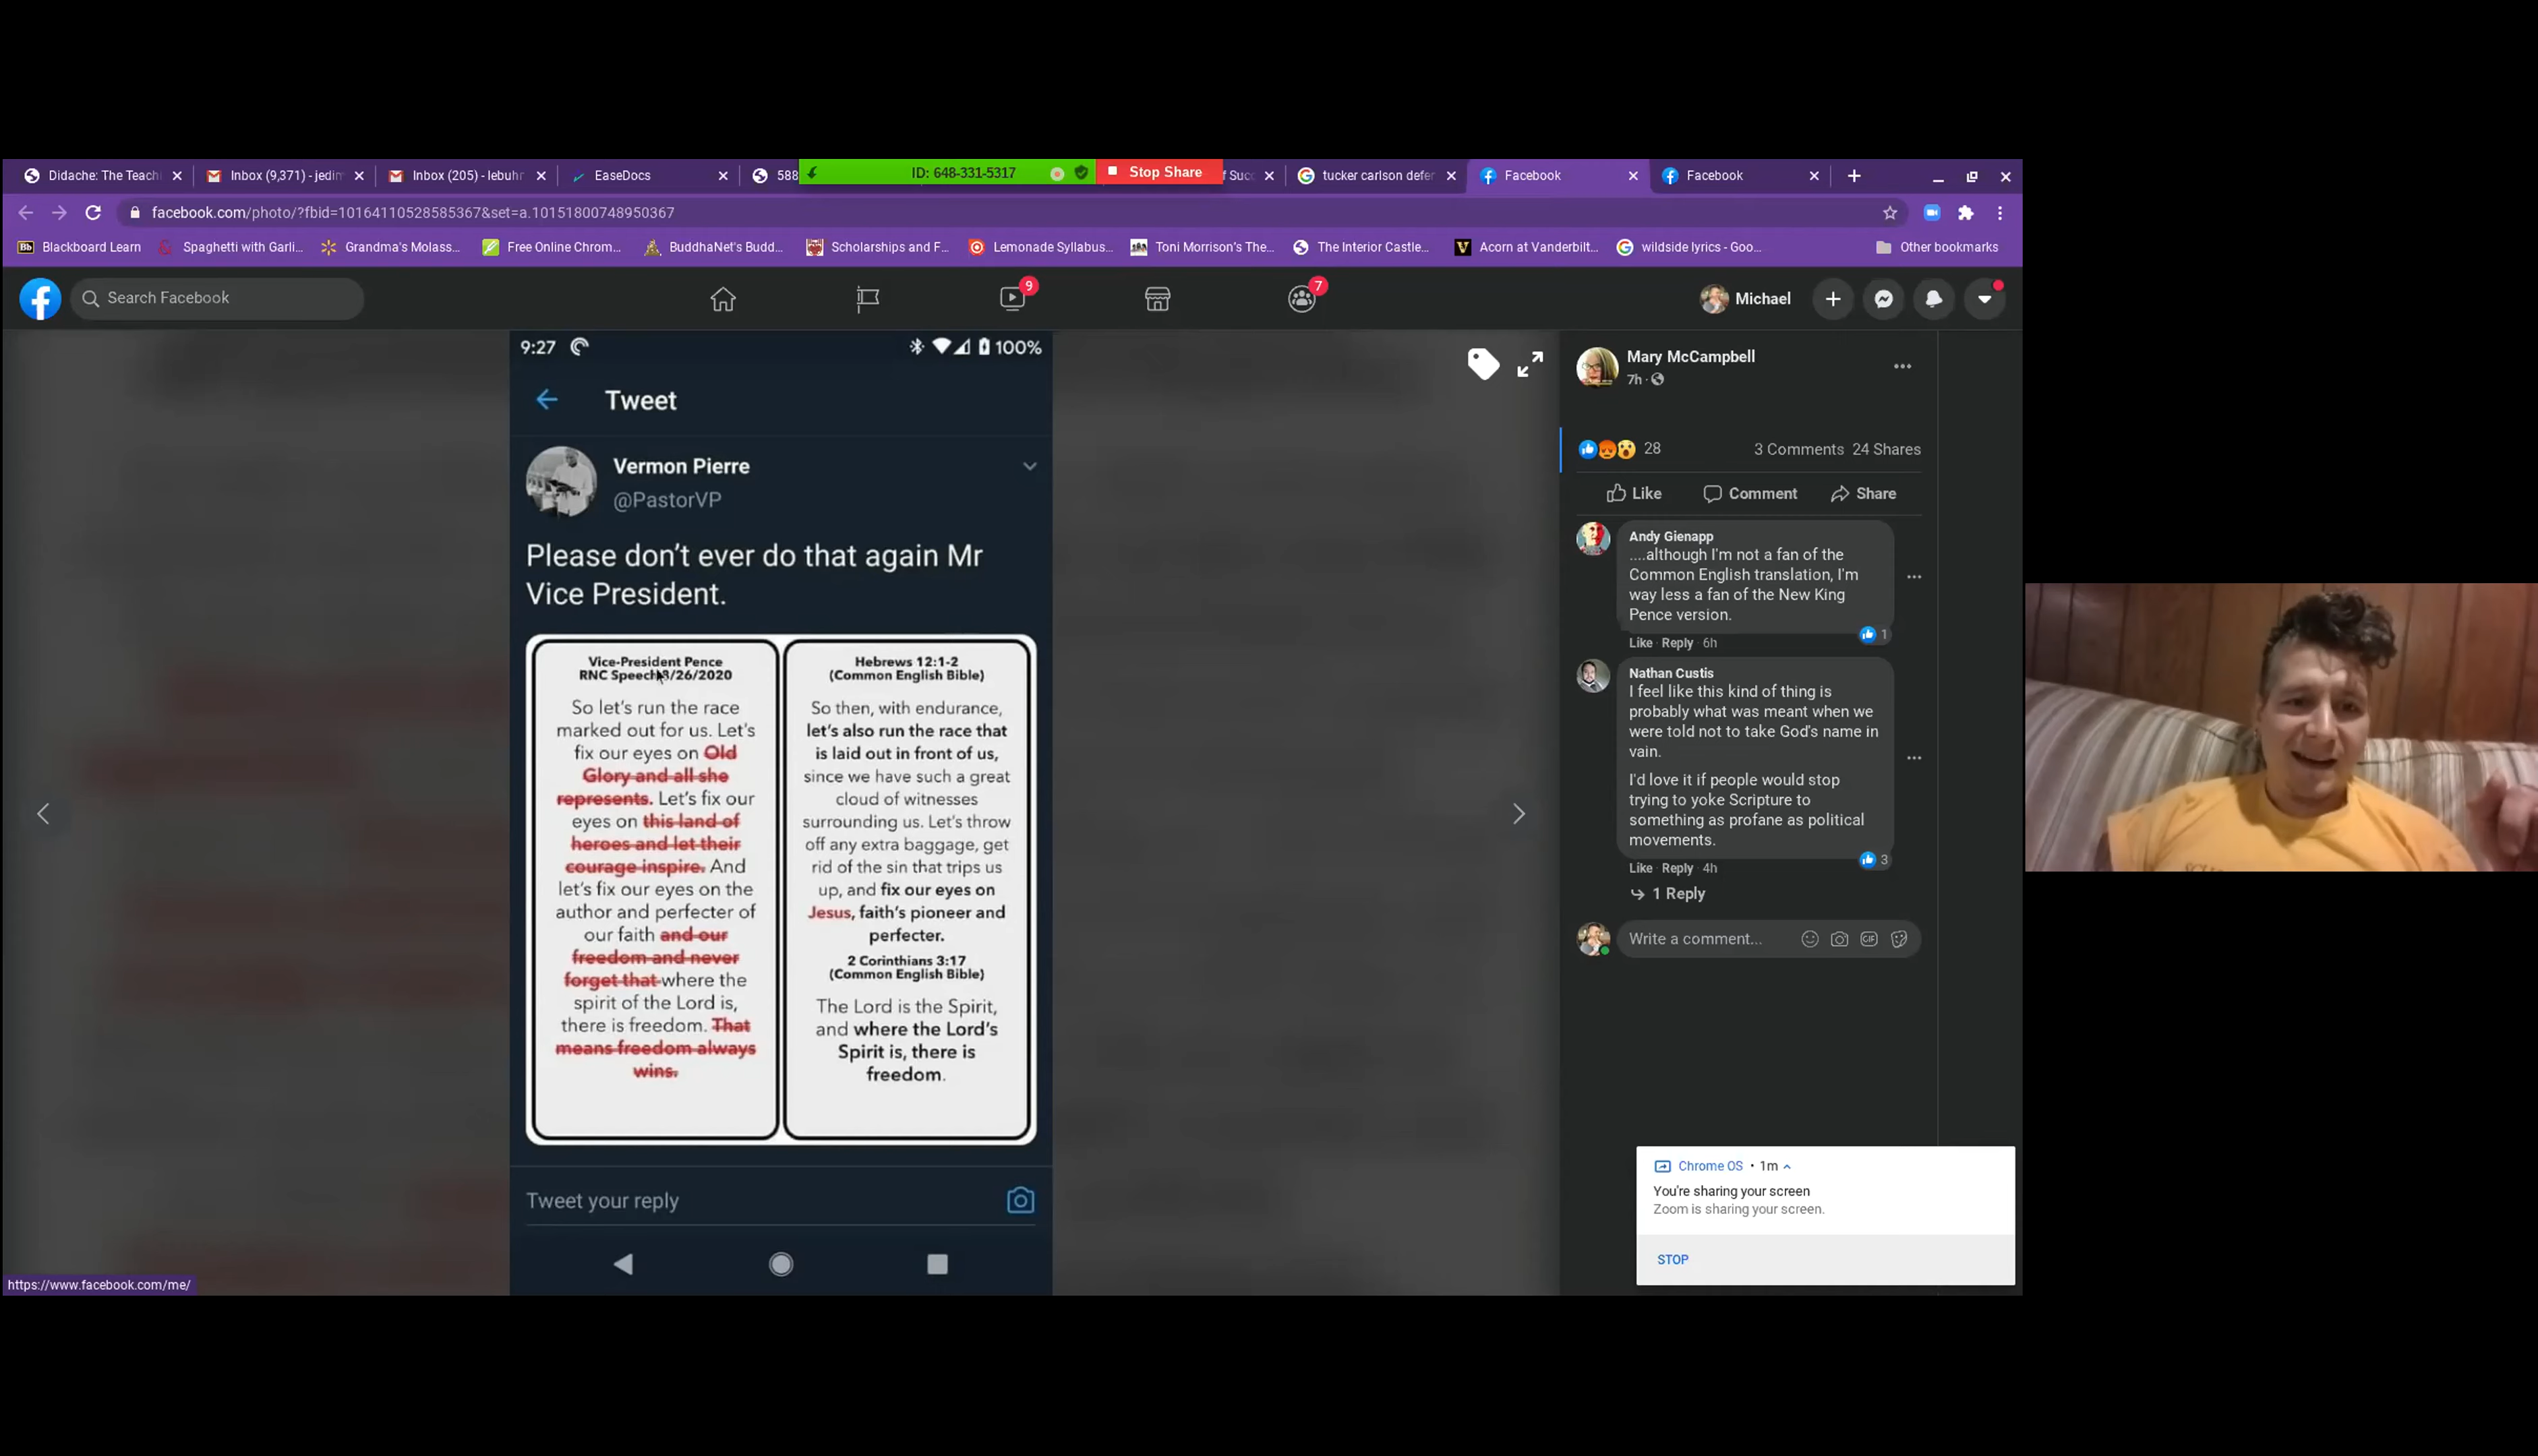 Didache: The Teach
Inbox (9,371) - jedim
Inbox (205) - lebuhr
EaseDocs
588
ID: 648-331-5317
Stop Share
f Suc
tucker carlson defer
Facebook
Facebook
facebook.com/photo/?fbid=10164110528585367&set=a.10151800748950367
Bb
Blackboard Learn
Spaghetti with Garli...
Grandma's Molass...
Free Online Chrom...
BuddhaNet's Budd...
Scholarships and F...
Lemonade Syllabus...
Toni Morrison's The...
The Interior Castle...
V
Acorn at Vanderbilt...
wildside lyrics - Goo...
Other bookmarks
Search Facebook
9
7
Michael
9:27
100%
Tweet
Vermon Pierre
@PastorVP
Please don't ever do that again Mr
Vice President.
Vice-President Pence
RNC Speech 8/26/2020
So let's run the race
marked out for us. Let's
fix our eyes on Old
Glory and all she
represents. Let's fix our
eyes on this land of
heroes and let their
courage inspire. And
let's fix our eyes on the
author and perfecter of
our faith and our
freedom and never
forget that where the
spirit of the Lord is,
there is freedom. That
means freedom always
wins.
Hebrews 12:1-2
(Common English Bible)
So then, with endurance,
let's also run the race that
is laid out in front of us,
since we have such a great
cloud of witnesses
surrounding us. Let's throw
off any extra baggage, get
rid of the sin that trips us
up, and fix our eyes on
Jesus, faith's pioneer and
perfecter.
2 Corinthians 3:17
(Common English Bible)
The Lord is the Spirit,
and where the Lord's
Spirit is, there is
freedom.
Tweet your reply
Mary McCampbell
7h
28
3 Comments 24 Shares
Like
Comment
Share
Andy Gienapp
....although I'm not a fan of the
Common English translation, I'm
way less a fan of the New King
Pence version.
1
Like · Reply · 6h
Nathan Custis
I feel like this kind of thing is
probably what was meant when we
were told not to take God's name in
vain.
I'd love it if people would stop
trying to yoke Scripture to
something as profane as political
movements.
3
Like · Reply · 4h
1 Reply
Write a comment...
GIF
Chrome OS • 1m
You're sharing your screen
Zoom is sharing your screen.
STOP
https://www.facebook.com/me/